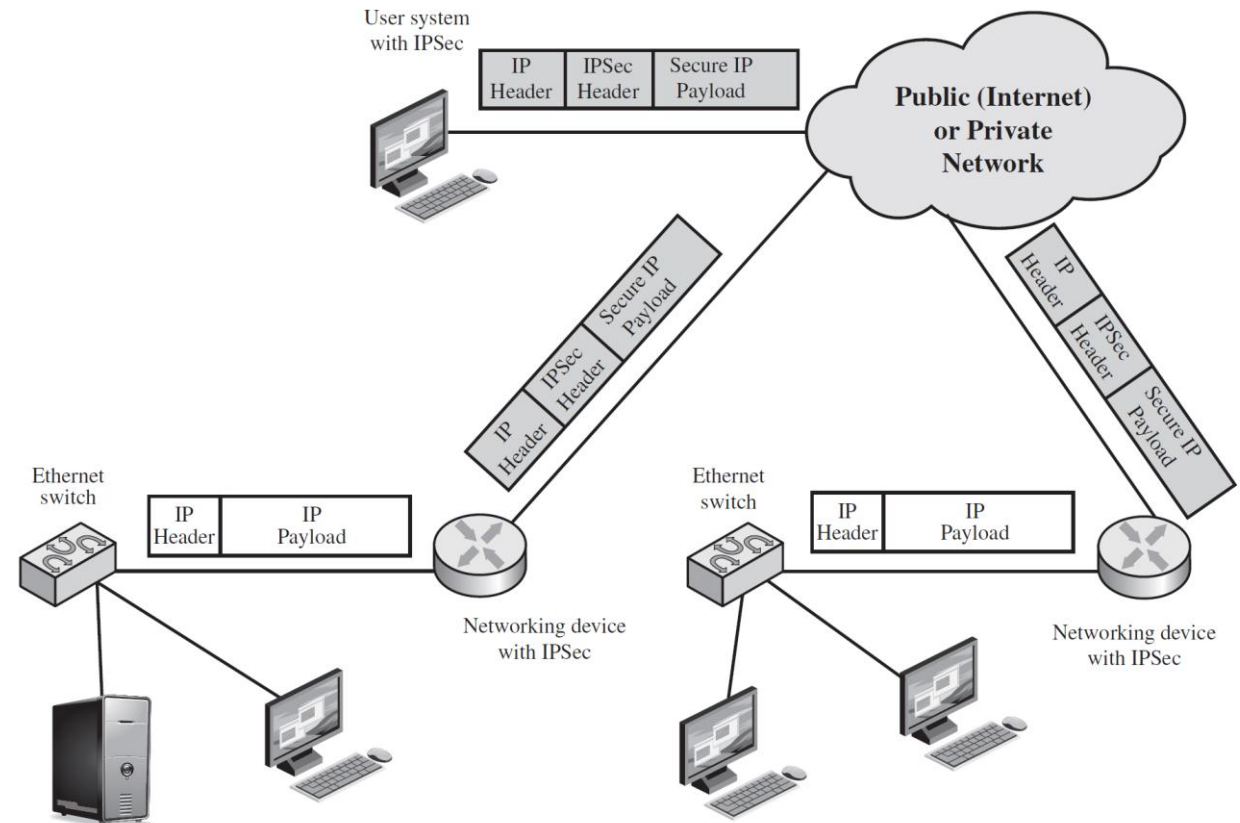 User system
with IPSec
IP
Header
IPSec
Header
Secure IP
Payload
Public (Internet)
or Private
Network
IP
Header
IPSec
Header
Secure IP
Payload
IP
Header
IPSec
Header
Secure IP
Payload
Ethernet
switch
IP
Header
IP
Payload
Networking device
with IPSec
Ethernet
switch
IP
Header
IP
Payload
Networking device
with IPSec